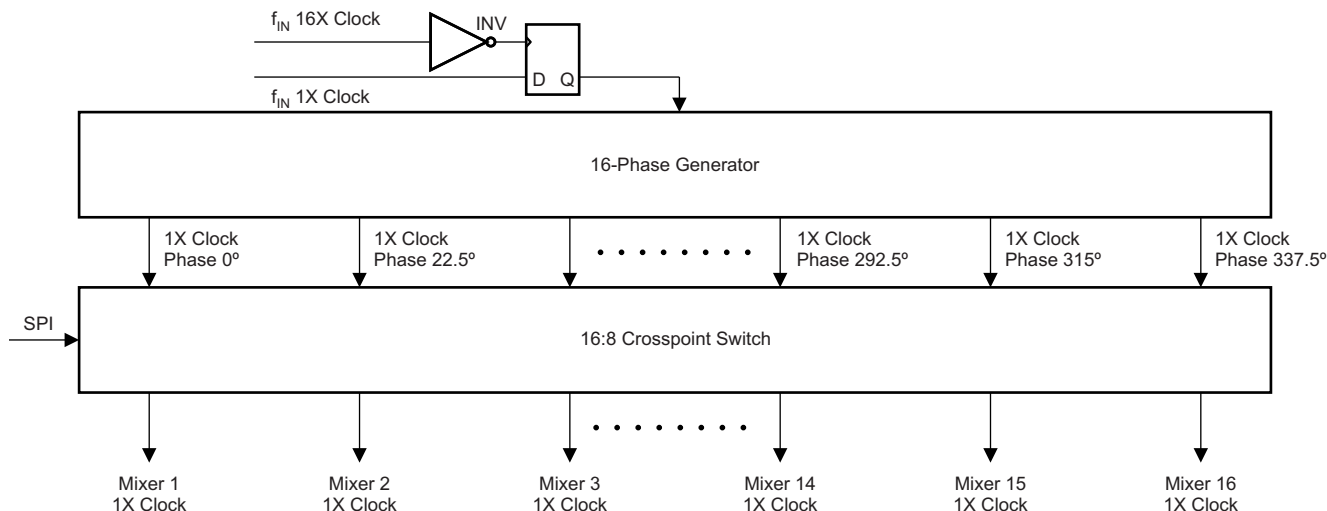 f_IN 16X Clock
INV
D Q
f_IN 1X Clock
16-Phase Generator
1X Clock
Phase 0º
1X Clock
Phase 22.5º
1X Clock
Phase 292.5º
1X Clock
Phase 315º
1X Clock
Phase 337.5º
SPI
16:8 Crosspoint Switch
Mixer 1
1X Clock
Mixer 2
1X Clock
Mixer 3
1X Clock
Mixer 14
1X Clock
Mixer 15
1X Clock
Mixer 16
1X Clock